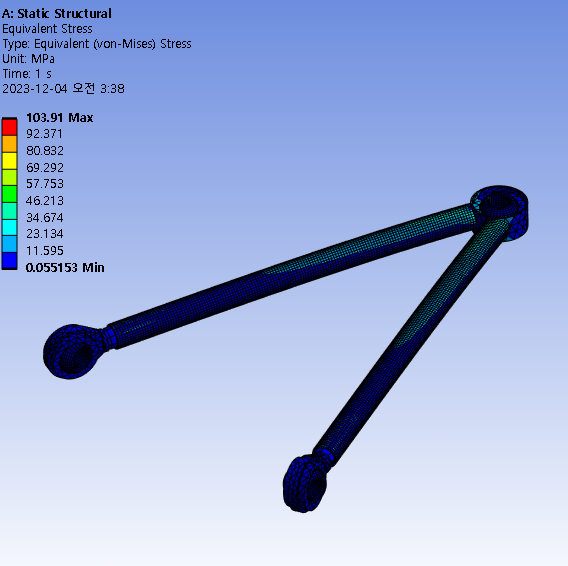 A: Static Structural
Equivalent Stress
Type: Equivalent (von-Mises) Stress
Unit: MPa
Time: 1 s
2023-12-04 오전 3:38
103.91 Max
92.371
80.832
69.292
57.753
46.213
34.674
23.134
11.595
0.055153 Min